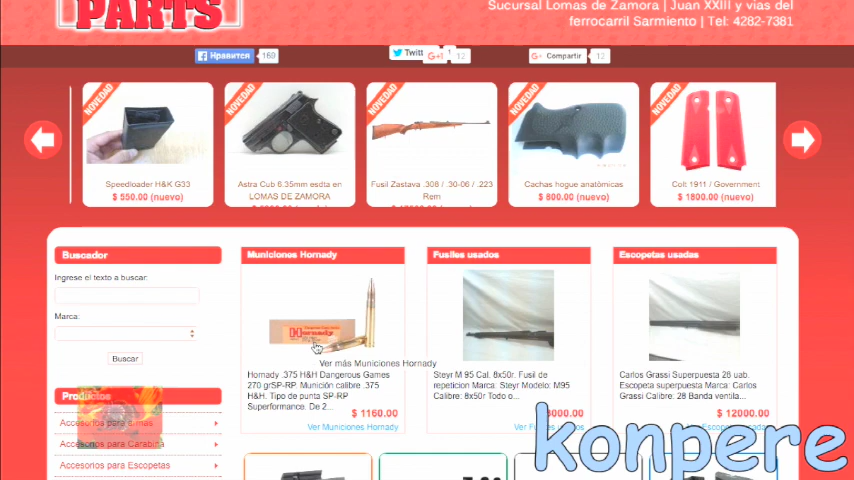 PARTS
Sucursal Lomas de Zamora | Juan XXIII y vías del
ferrocarril Sarmiento | Tel: 4282-7381
Нравится 169
Twitt
G+1 12
Compartir 12
NOVEDAD
NOVEDAD
NOVEDAD
NOVEDAD
NOVEDAD
Speedloader H&K G33
$ 550.00 (nuevo)
Astra Cub 6.35mm esdta en
LOMAS DE ZAMORA
Fusil Zastava .308 / .30-06 / .223
Rem
Cachas hogue anatómicas
$ 800.00 (nuevo)
Colt 1911 / Government
$ 1800.00 (nuevo)
Buscador
Ingrese el texto a buscar:
Marca:
Buscar
Productos
Accesorios para
Accesorios para Carabina
Accesorios para Escopetas
Municiones Hornady
Hornady
Ver más Municiones Hornady
Hornady .375 H&H Dangerous Games
270 grSP-RP. Munición calibre .375
H&H. Tipo de punta SP-RP
Superformance. De 2...
$ 1160.00
Ver Municiones Hornady
Fusiles usados
Steyr M 95 Cal. 8x50r. Fusil de
repeticion Marca: Steyr Modelo: M95
Calibre: 8x50r Todo o...
Escopetas usadas
Carlos Grassi Superpuesta 28 uab.
Escopeta superpuesta Marca: Carlos
Grassi Calibre: 28 Banda ventila...
$ 12000.00
konpere